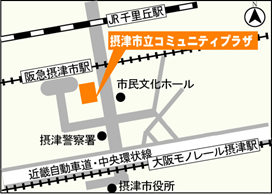 JR千里丘駅
摂津市立コミュニティプラザ
阪急摂津市駅
市民文化ホール
摂津警察署
近畿自動車道・中央環状線
大阪モノレール摂津駅
摂津市役所